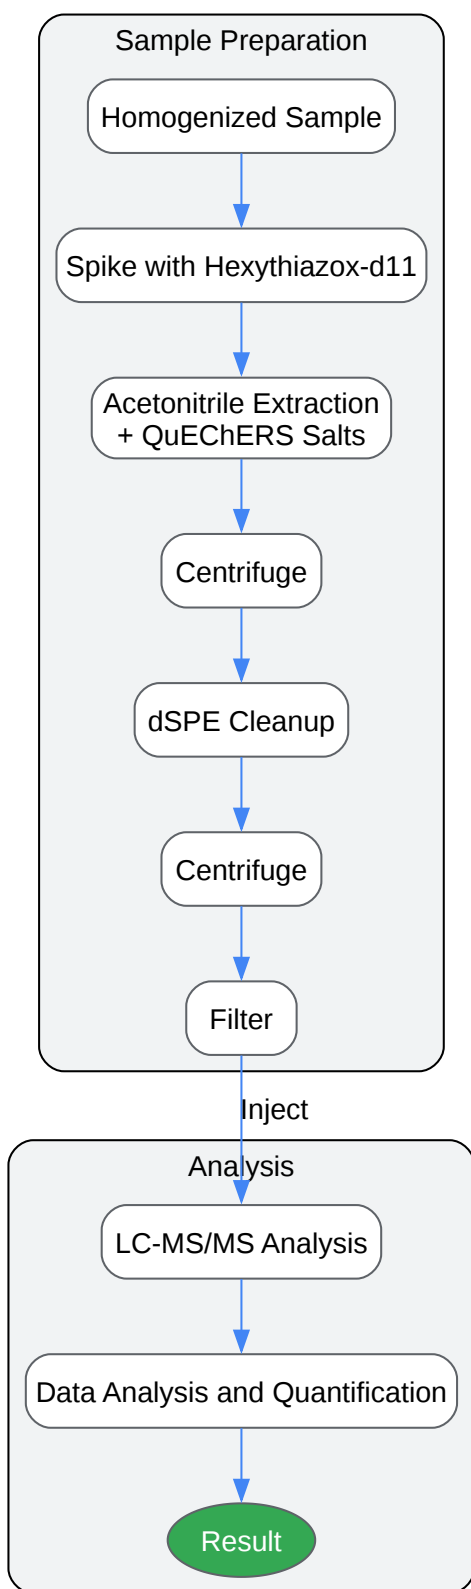 Sample Preparation
Homogenized Sample
Spike with Hexythiazox-d11
Acetonitrile Extraction
+ QuEChERS Salts
Centrifuge
dSPE Cleanup
Centrifuge
Filter
Inject
Analysis
LC-MS/MS Analysis
Data Analysis and Quantification
Result